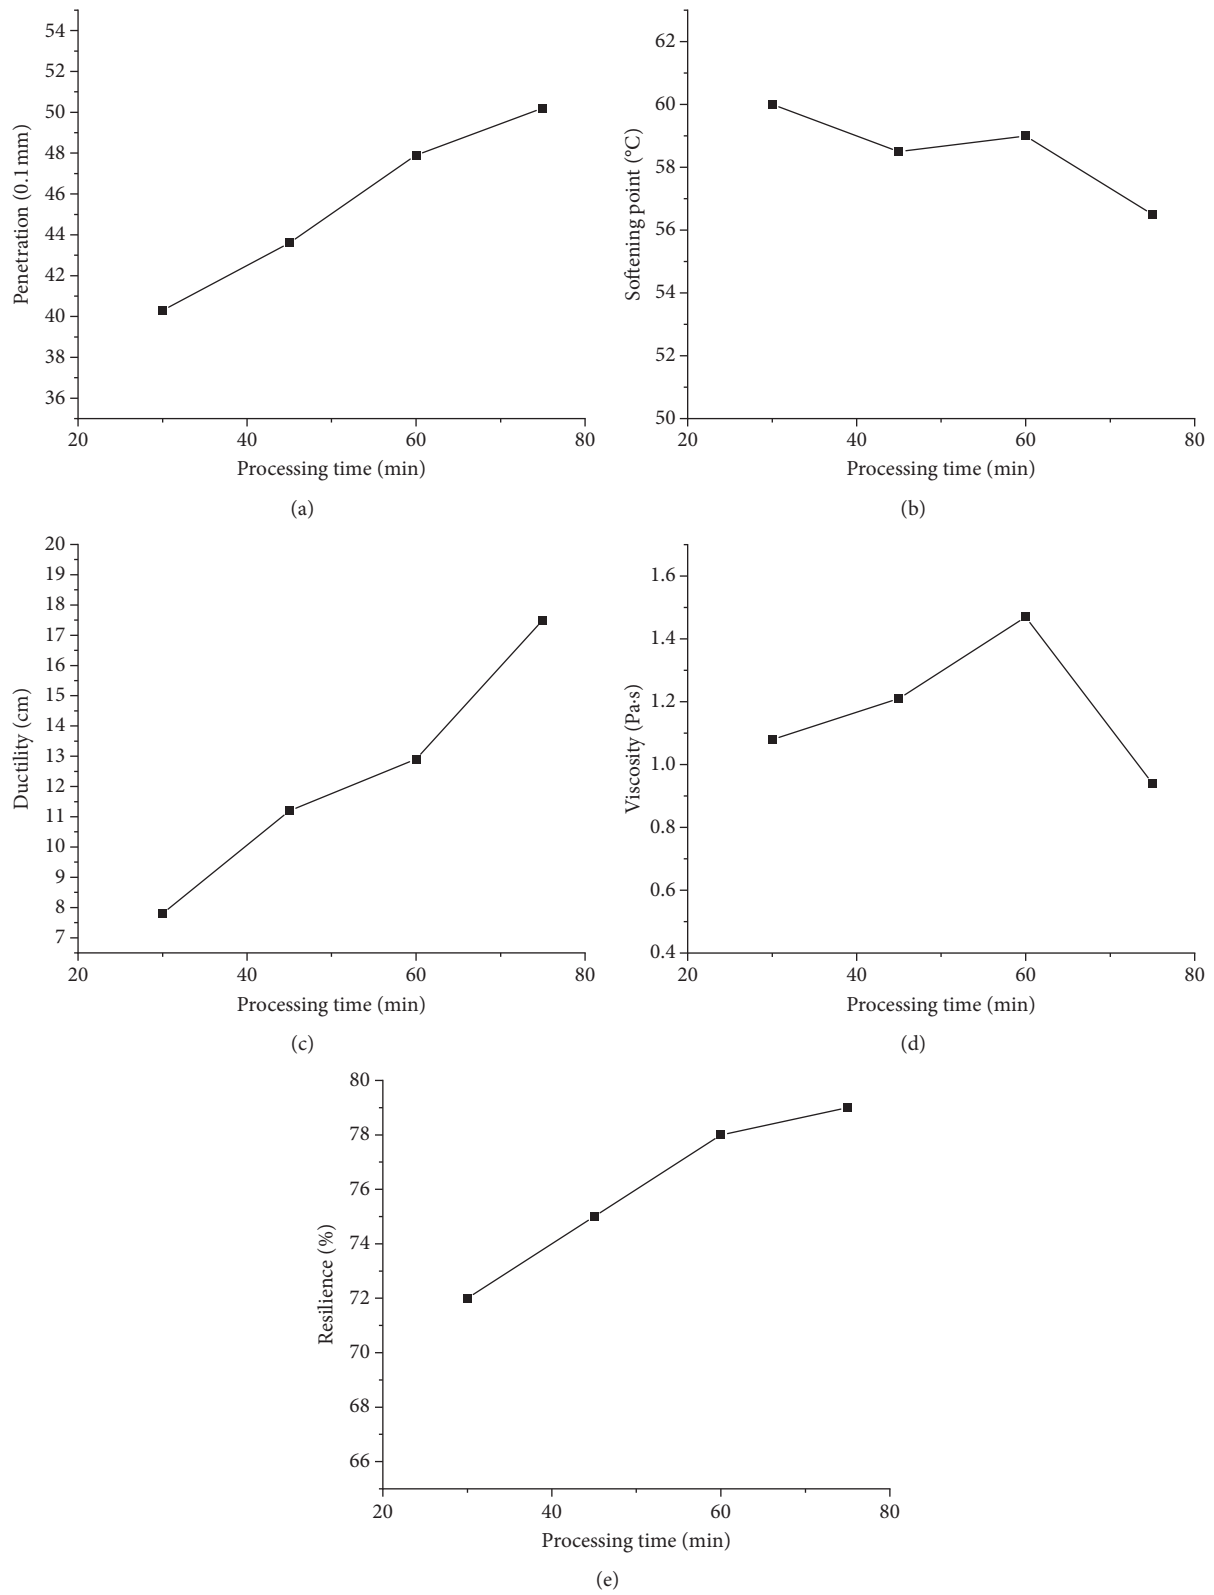 54
52
50
48
46
44
42
40
38
36
Penetration (0.1 mm)
20 40 60 80
Processing time (min)
(a)
62
60
58
56
54
52
50
Softening point (°C)
20 40 60 80
Processing time (min)
(b)
20
19
18
17
16
15
14
13
12
11
10
9
8
7
Ductility (cm)
20 40 60 80
Processing time (min)
(c)
1.6
1.4
1.2
1.0
0.8
0.6
0.4
Viscosity (Pa·s)
20 40 60 80
Processing time (min)
(d)
80
78
76
74
72
70
68
66
Resilience (%)
20 40 60 80
Processing time (min)
(e)